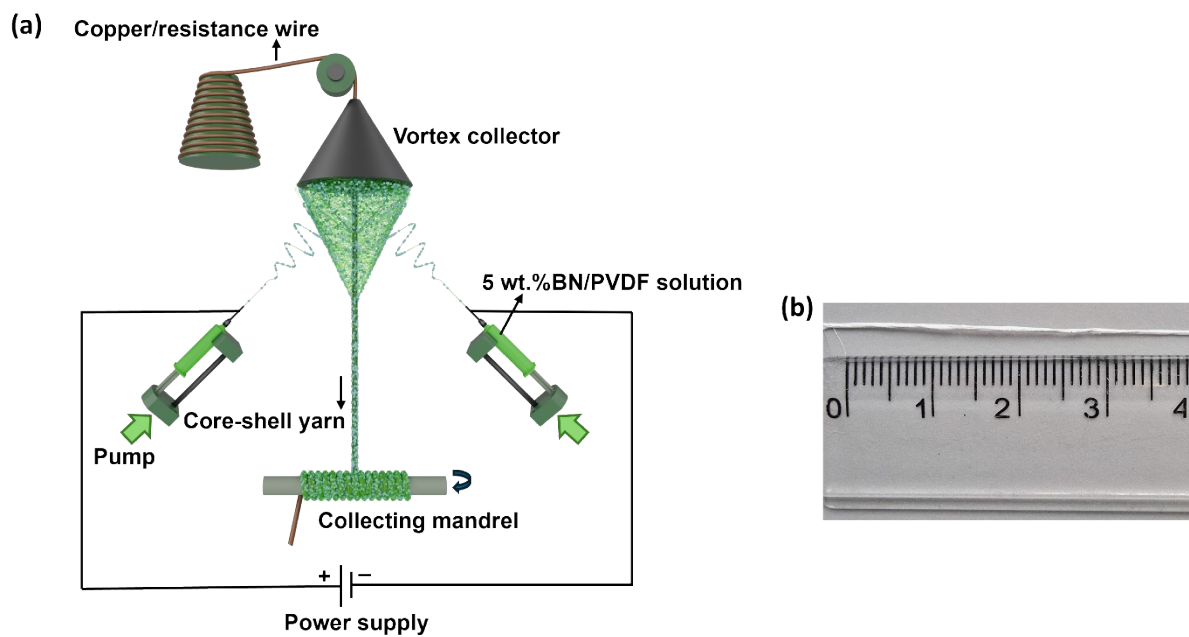 (a)
Copper/resistance wire
Vortex collector
5 wt.%BN/PVDF solution
(b)
Core-shell yarn
Pump
Collecting mandrel
+ −
Power supply
0 1 2 3 4